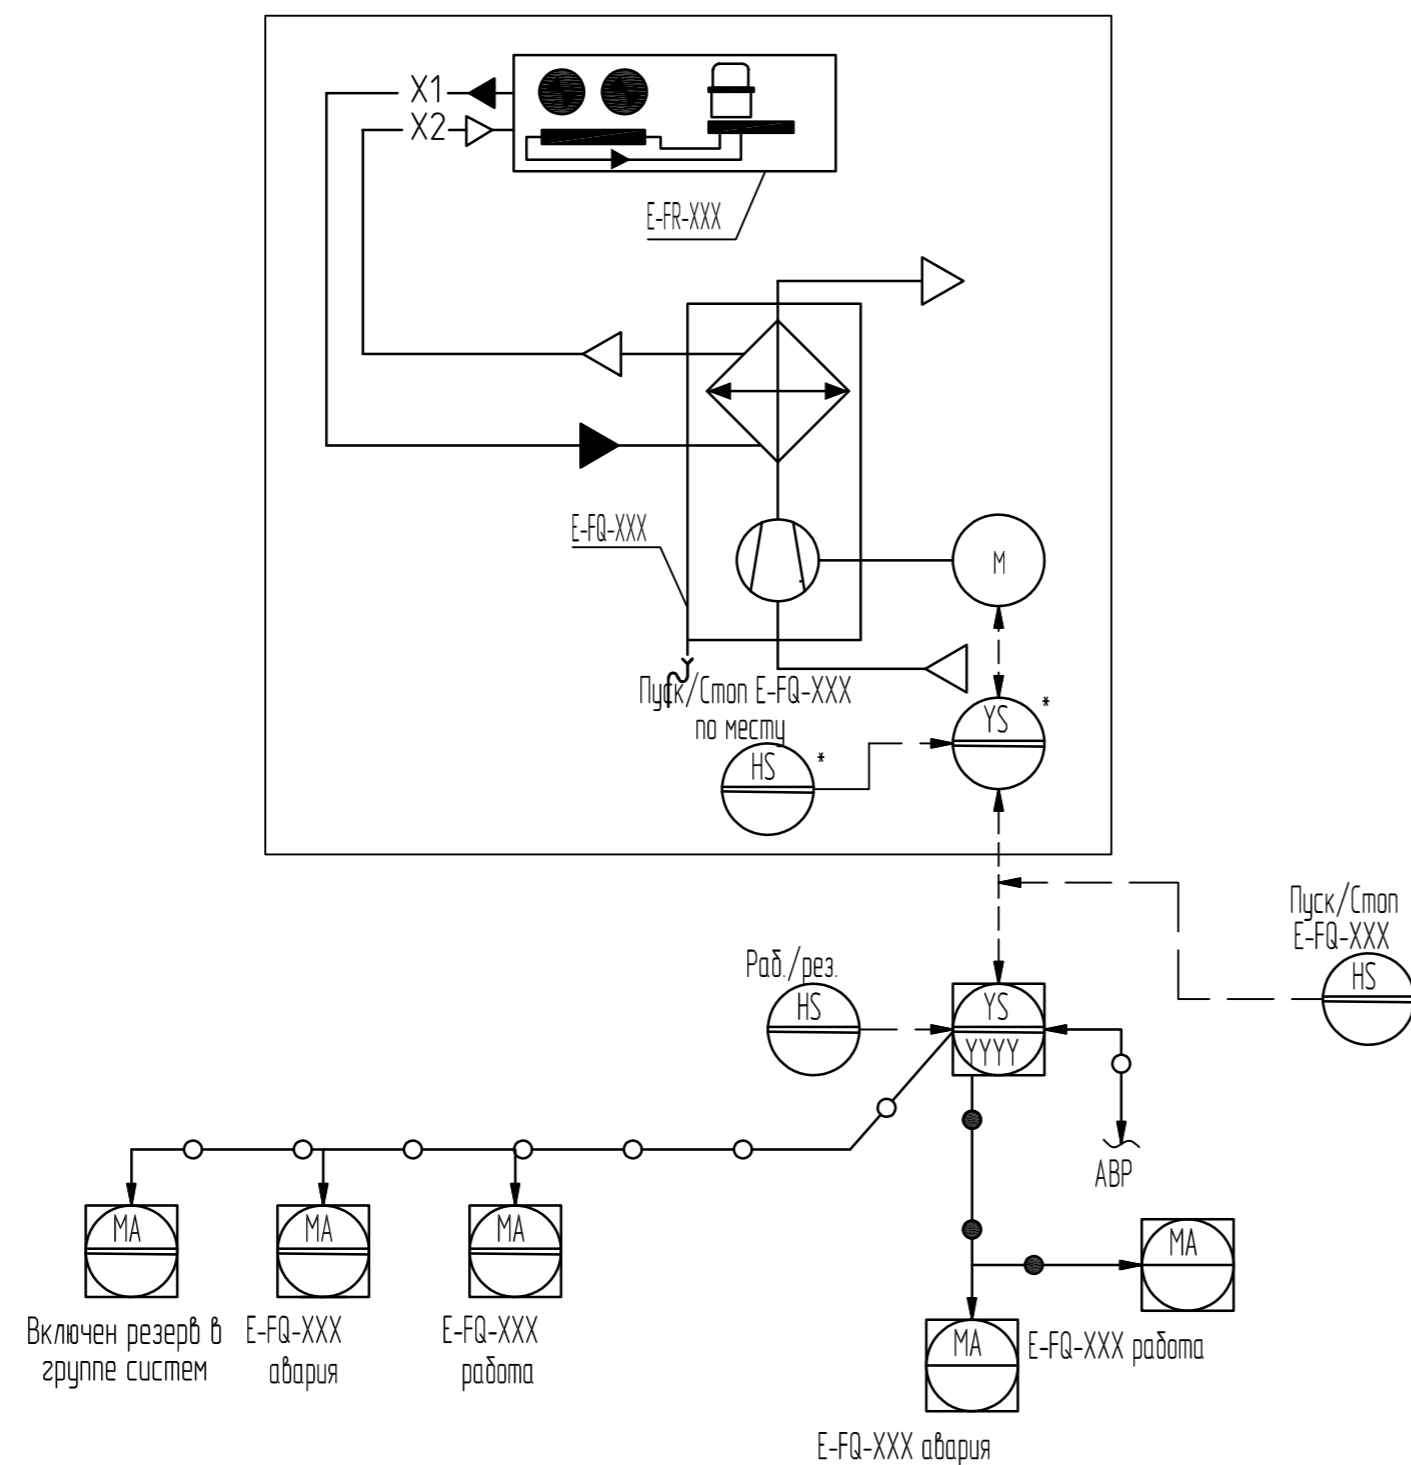 X1
X2
E-FR-XXX
E-FQ-XXX
M
Пуск/Стоп E-FQ-XXX
по месту
YS *
HS *
Пуск/Стоп
E-FQ-XXX
HS
Раб./рез.
HS
YS
YYYY
АВР
MA
MA
MA
MA
Включен резерв в
группе систем
E-FQ-XXX
авария
E-FQ-XXX
работа
MA
E-FQ-XXX работа
E-FQ-XXX авария